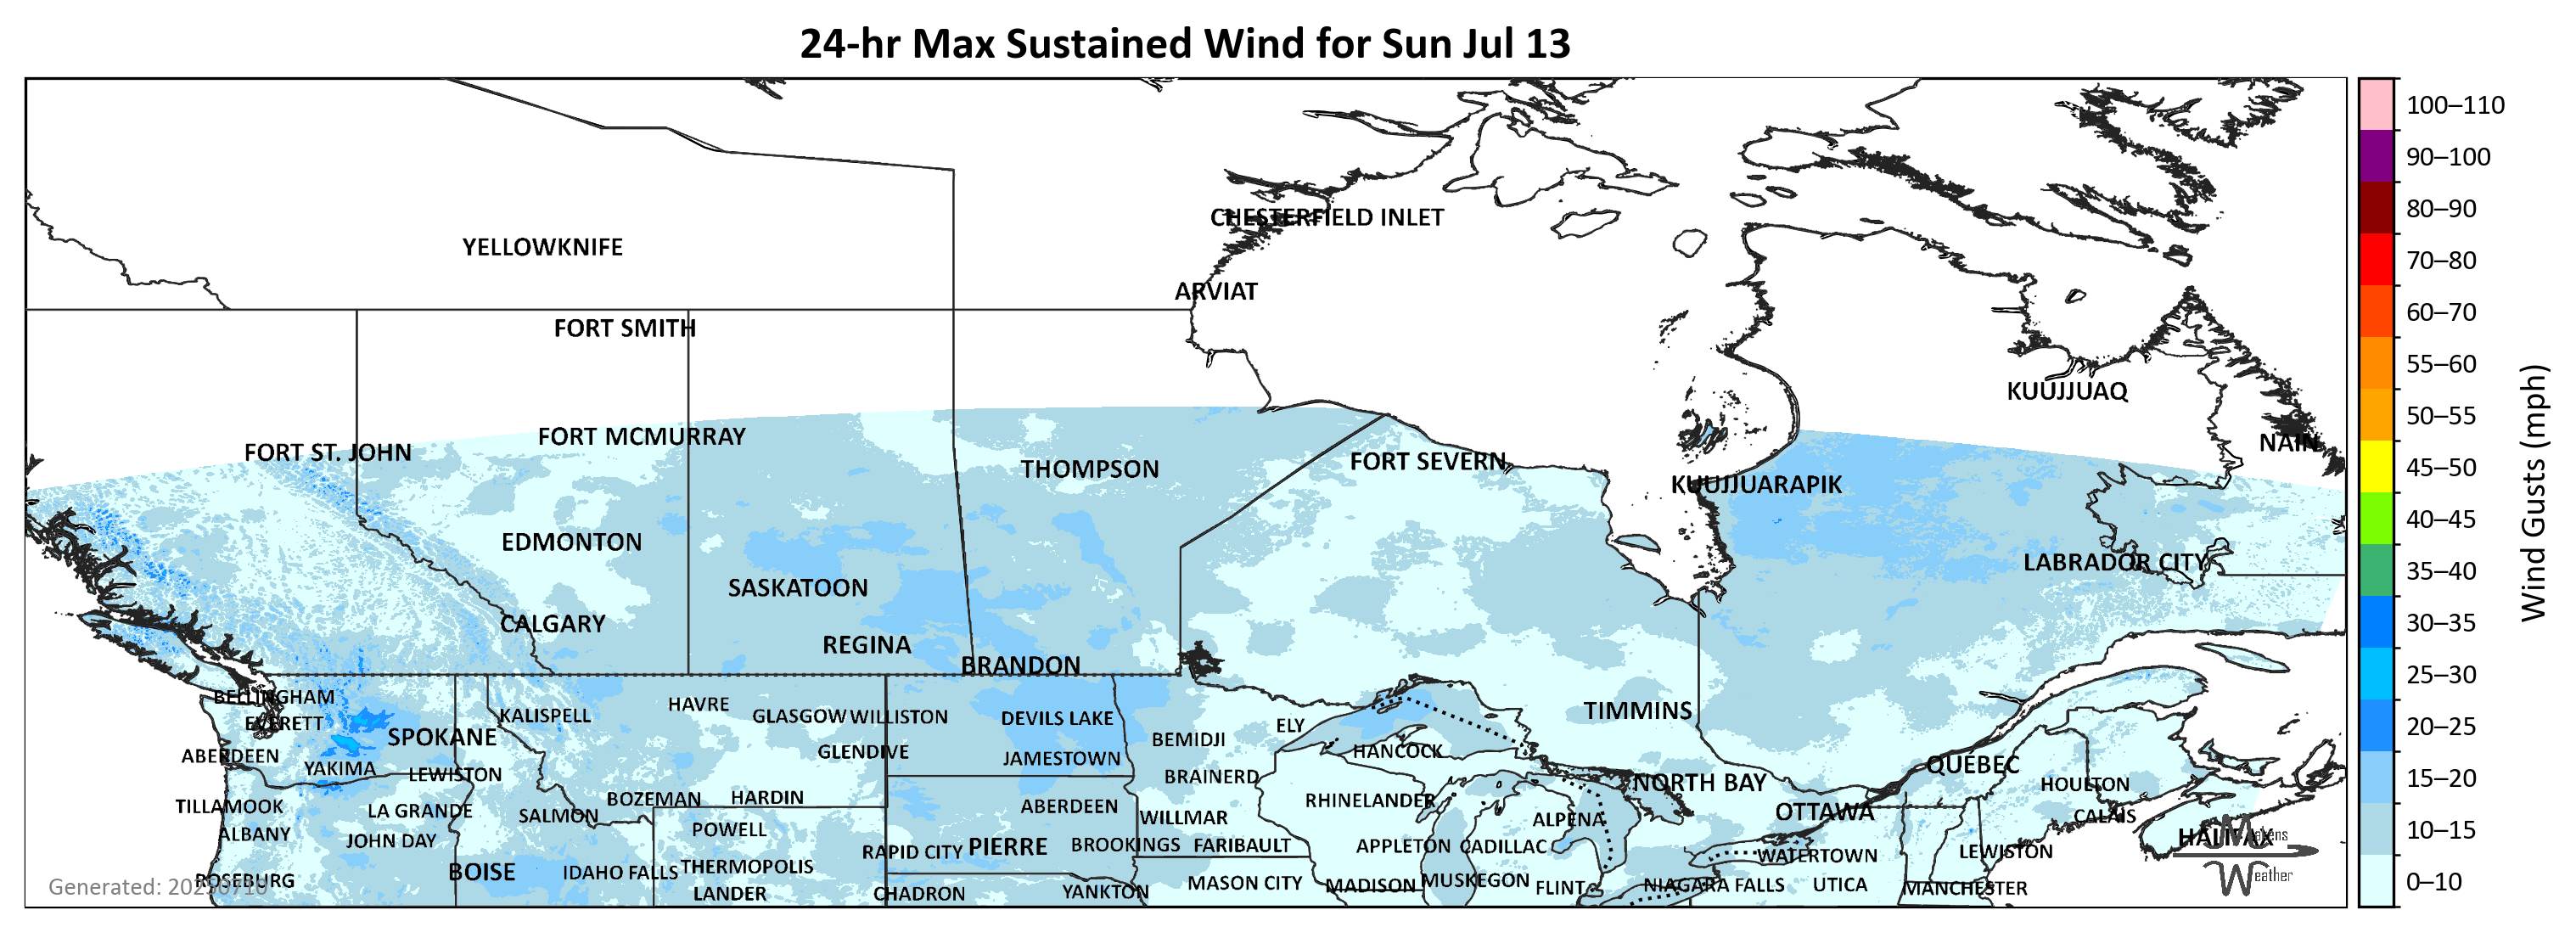 24-hr Max Sustained Wind for Sun Jul 13
CHESTERFIELD INLET
YELLOWKNIFE
ARVIAT
FORT SMITH
KUUJJUAQ
FORT MCMURRAY
NAIN
FORT ST. JOHN
FORT SEVERN
THOMPSON
KUUJJUARAPIK
EDMONTON
LABRADOR CITY
SASKATOON
CALGARY
REGINA
BRANDON
BELLINGHAM
HAVRE
TIMMINS
KALISPELL
GLASGOW
WILLISTON
DEVILS LAKE
EVERETT
ELY
SPOKANE
BEMIDJI
GLENDIVE
HANCOCK
ABERDEEN
JAMESTOWN
QUÉBEC
YAKIMA
LEWISTON
BRAINERD
NORTH BAY
HOULTON
BOZEMAN
HARDIN
RHINELANDER
TILLAMOOK
ABERDEEN
LA GRANDE
OTTAWA
SALMON
CALAIS
WILLMAR
ALPENA
POWELL
ALBANY
HALIFAX
JOHN DAY
PIERRE
BROOKINGS
FARIBAULT
APPLETON
CADILLAC
RAPID CITY
LEWISTON
WATERTOWN
THERMOPOLIS
BOISE
IDAHO FALLS
ROSEBURG
MUSKEGON
MASON CITY
MADISON
FLINT
NIAGARA FALLS
UTICA
MANCHESTER
LANDER
CHADRON
YANKTON
Generated: 20250710
Makens
Weather
100–110
90–100
80–90
70–80
60–70
55–60
50–55
45–50
40–45
35–40
30–35
25–30
20–25
15–20
10–15
0–10
Wind Gusts (mph)